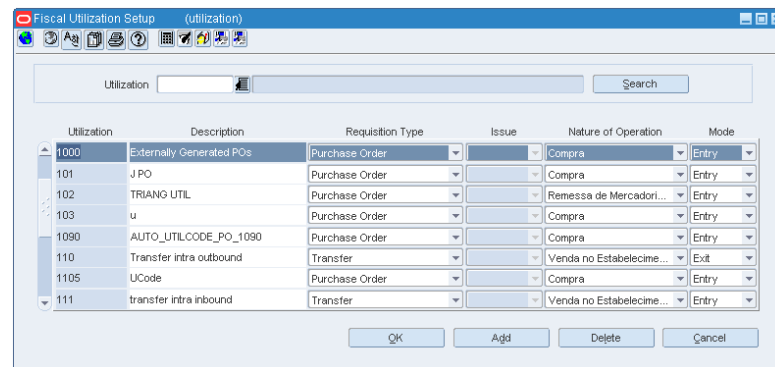 Fiscal Utilization Setup (utilization)
Utilization Search
Utilization Description Requisition Type Issue Nature of Operation Mode
1000 Externally Generated POs Purchase Order Compra Entry
101 J PO Purchase Order Compra Entry
102 TRIANG UTIL Purchase Order Remessa de Mercadori... Entry
103 u Purchase Order Compra Entry
1090 AUTO_UTILCODE_PO_1090 Purchase Order Compra Entry
110 Transfer intra outbound Transfer Venda no Estabelecime... Exit
1105 UCode Purchase Order Compra Entry
111 transfer intra inbound Transfer Venda no Estabelecime... Entry
OK Add Delete Cancel